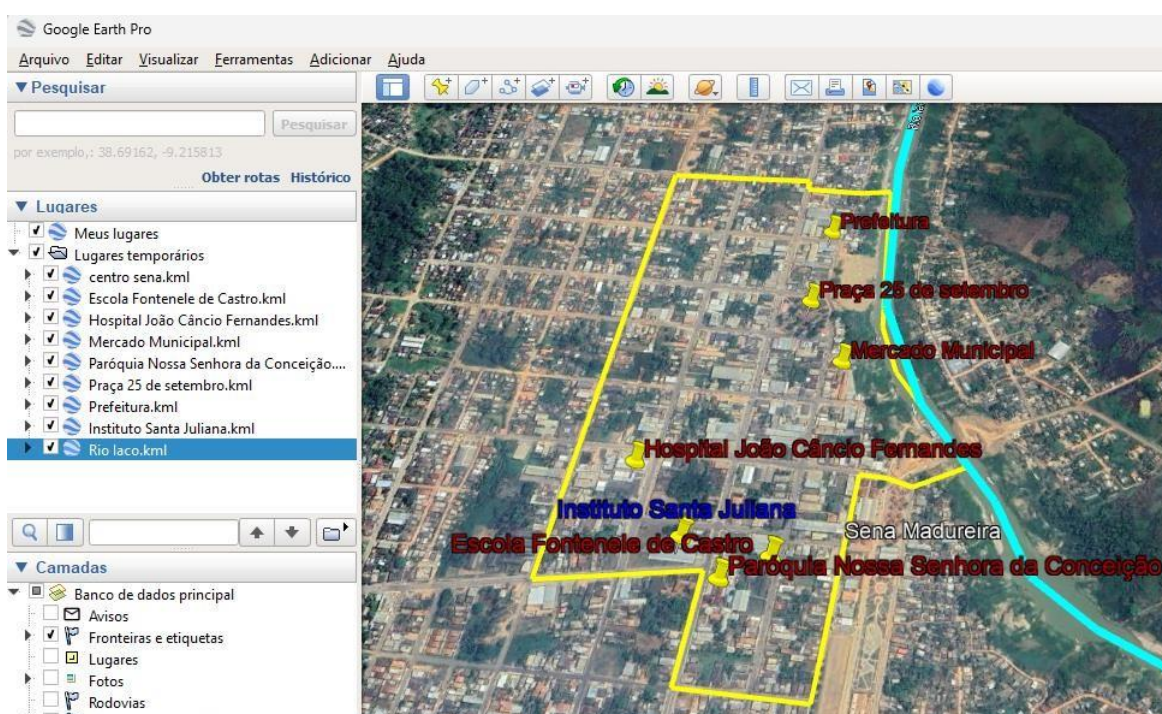 Google Earth Pro
Arquivo Editar Visualizar Ferramentas Adicionar Ajuda
Pesquisar
Pesquisar
por exemplo,: 38.69162, -9.215813
Obter rotas Histórico
Lugares
Meus lugares
Lugares temporários
centro sena.kml
Escola Fontenele de Castro.kml
Hospital João Câncio Fernandes.kml
Mercado Municipal.kml
Paróquia Nossa Senhora da Conceição....
Praça 25 de setembro.kml
Prefeitura.kml
Instituto Santa Juliana.kml
Rio Iaco.kml
Camadas
Banco de dados principal
Avisos
Fronteiras e etiquetas
Lugares
Fotos
Rodovias
Prefeitura
Praça 25 de setembro
Mercado Municipal
Hospital João Câncio Fernandes
Instituto Santa Juliana
Sena Madureira
Escola Fontenele de Castro
Paróquia Nossa Senhora da Conceição